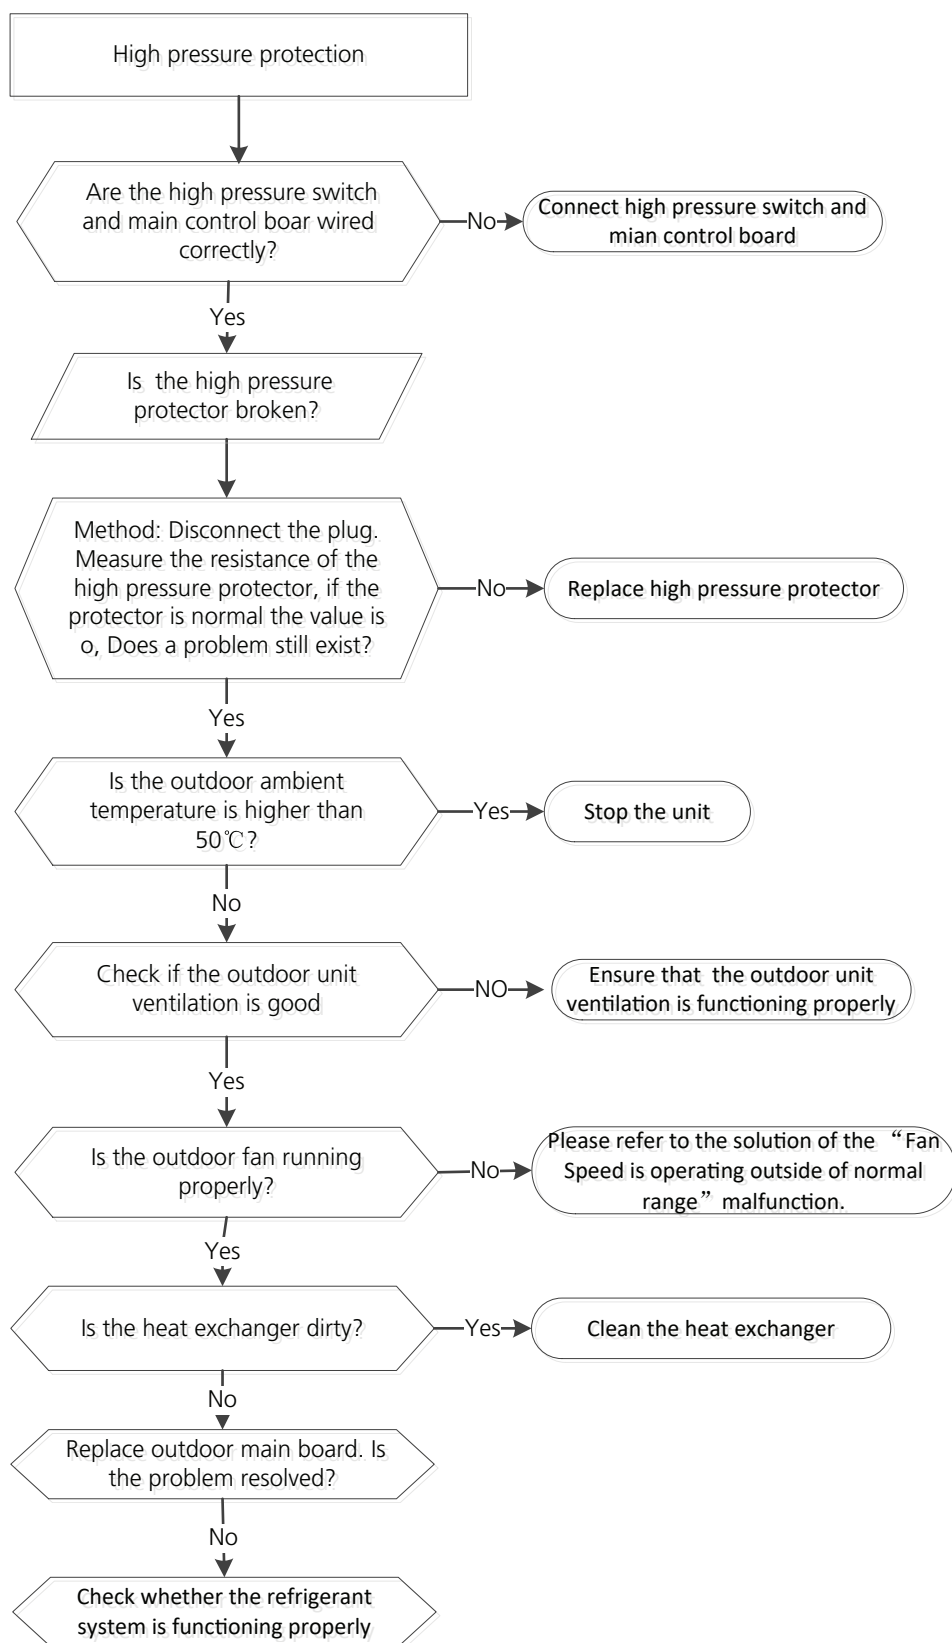 High pressure protection
Are the high pressure switch
and main control boar wired
correctly?
No
Connect high pressure switch and
mian control board
Yes
Is the high pressure
protector broken?
Method: Disconnect the plug.
Measure the resistance of the
high pressure protector, if the
protector is normal the value is
o, Does a problem still exist?
No
Replace high pressure protector
Yes
Is the outdoor ambient
temperature is higher than
50℃?
Yes
Stop the unit
No
Check if the outdoor unit
ventilation is good
NO
Ensure that the outdoor unit
ventilation is functioning properly
Yes
Is the outdoor fan running
properly?
No
Please refer to the solution of the “Fan
Speed is operating outside of normal
range” malfunction.
Yes
Is the heat exchanger dirty?
Yes
Clean the heat exchanger
No
Replace outdoor main board. Is
the problem resolved?
No
Check whether the refrigerant
system is functioning properly